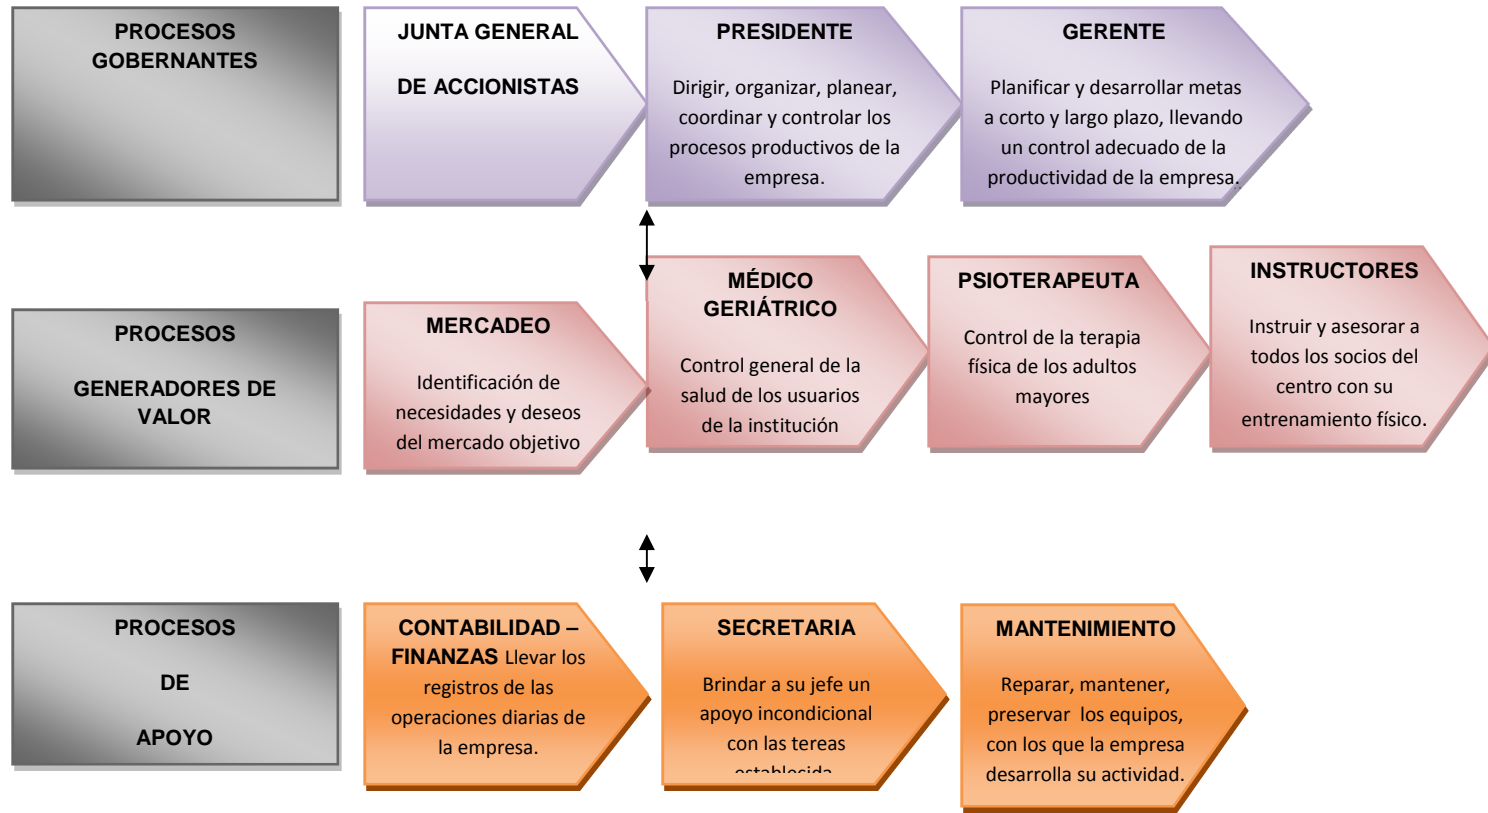 PROCESOS
GOBERNANTES
JUNTA GENERAL
DE ACCIONISTAS
PRESIDENTE
Dirigir, organizar, planear,
coordinar y controlar los
procesos productivos de la
empresa.
GERENTE
Planificar y desarrollar metas
a corto y largo plazo, llevando
un control adecuado de la
productividad de la empresa.
PROCESOS
GENERADORES DE
VALOR
MERCADEO
Identificación de
necesidades y deseos
del mercado objetivo
MÉDICO
GERIÁTRICO
Control general de la
salud de los usuarios
de la institución
PSIOTERAPEUTA
Control de la terapia
física de los adultos
mayores
INSTRUCTORES
Instruir y asesorar a
todos los socios del
centro con su
entrenamiento físico.
PROCESOS
DE
APOYO
CONTABILIDAD –
FINANZAS Llevar los
registros de las
operaciones diarias de
la empresa.
SECRETARIA
Brindar a su jefe un
apoyo incondicional
con las tereas
establecida
MANTENIMIENTO
Reparar, mantener,
preservar los equipos,
con los que la empresa
desarrolla su actividad.